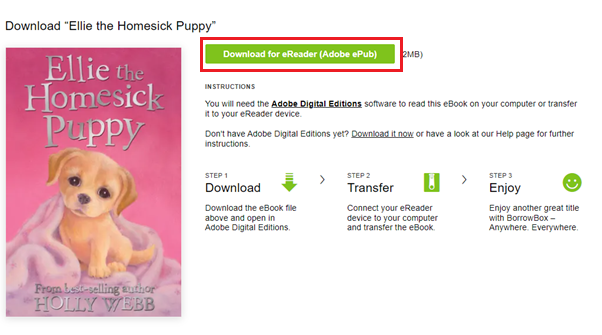 Download “Ellie the Homesick Puppy”
Ellie the
Homesick
Puppy
From best-selling author
HOLLY WEBB
Download for eReader (Adobe ePub)
2MB)
INSTRUCTIONS
You will need the Adobe Digital Editions software to read this eBook on your computer or transfer
it to your eReader device.
Don't have Adobe Digital Editions yet? Download it now or have a look at our Help page for further
instructions.
STEP 1
Download
Download the eBook file
above and open in
Adobe Digital Editions.
STEP 2
Transfer
Connect your eReader
device to your computer
and transfer the eBook.
STEP 3
Enjoy
Enjoy another great title
with BorrowBox –
Anywhere. Everywhere.